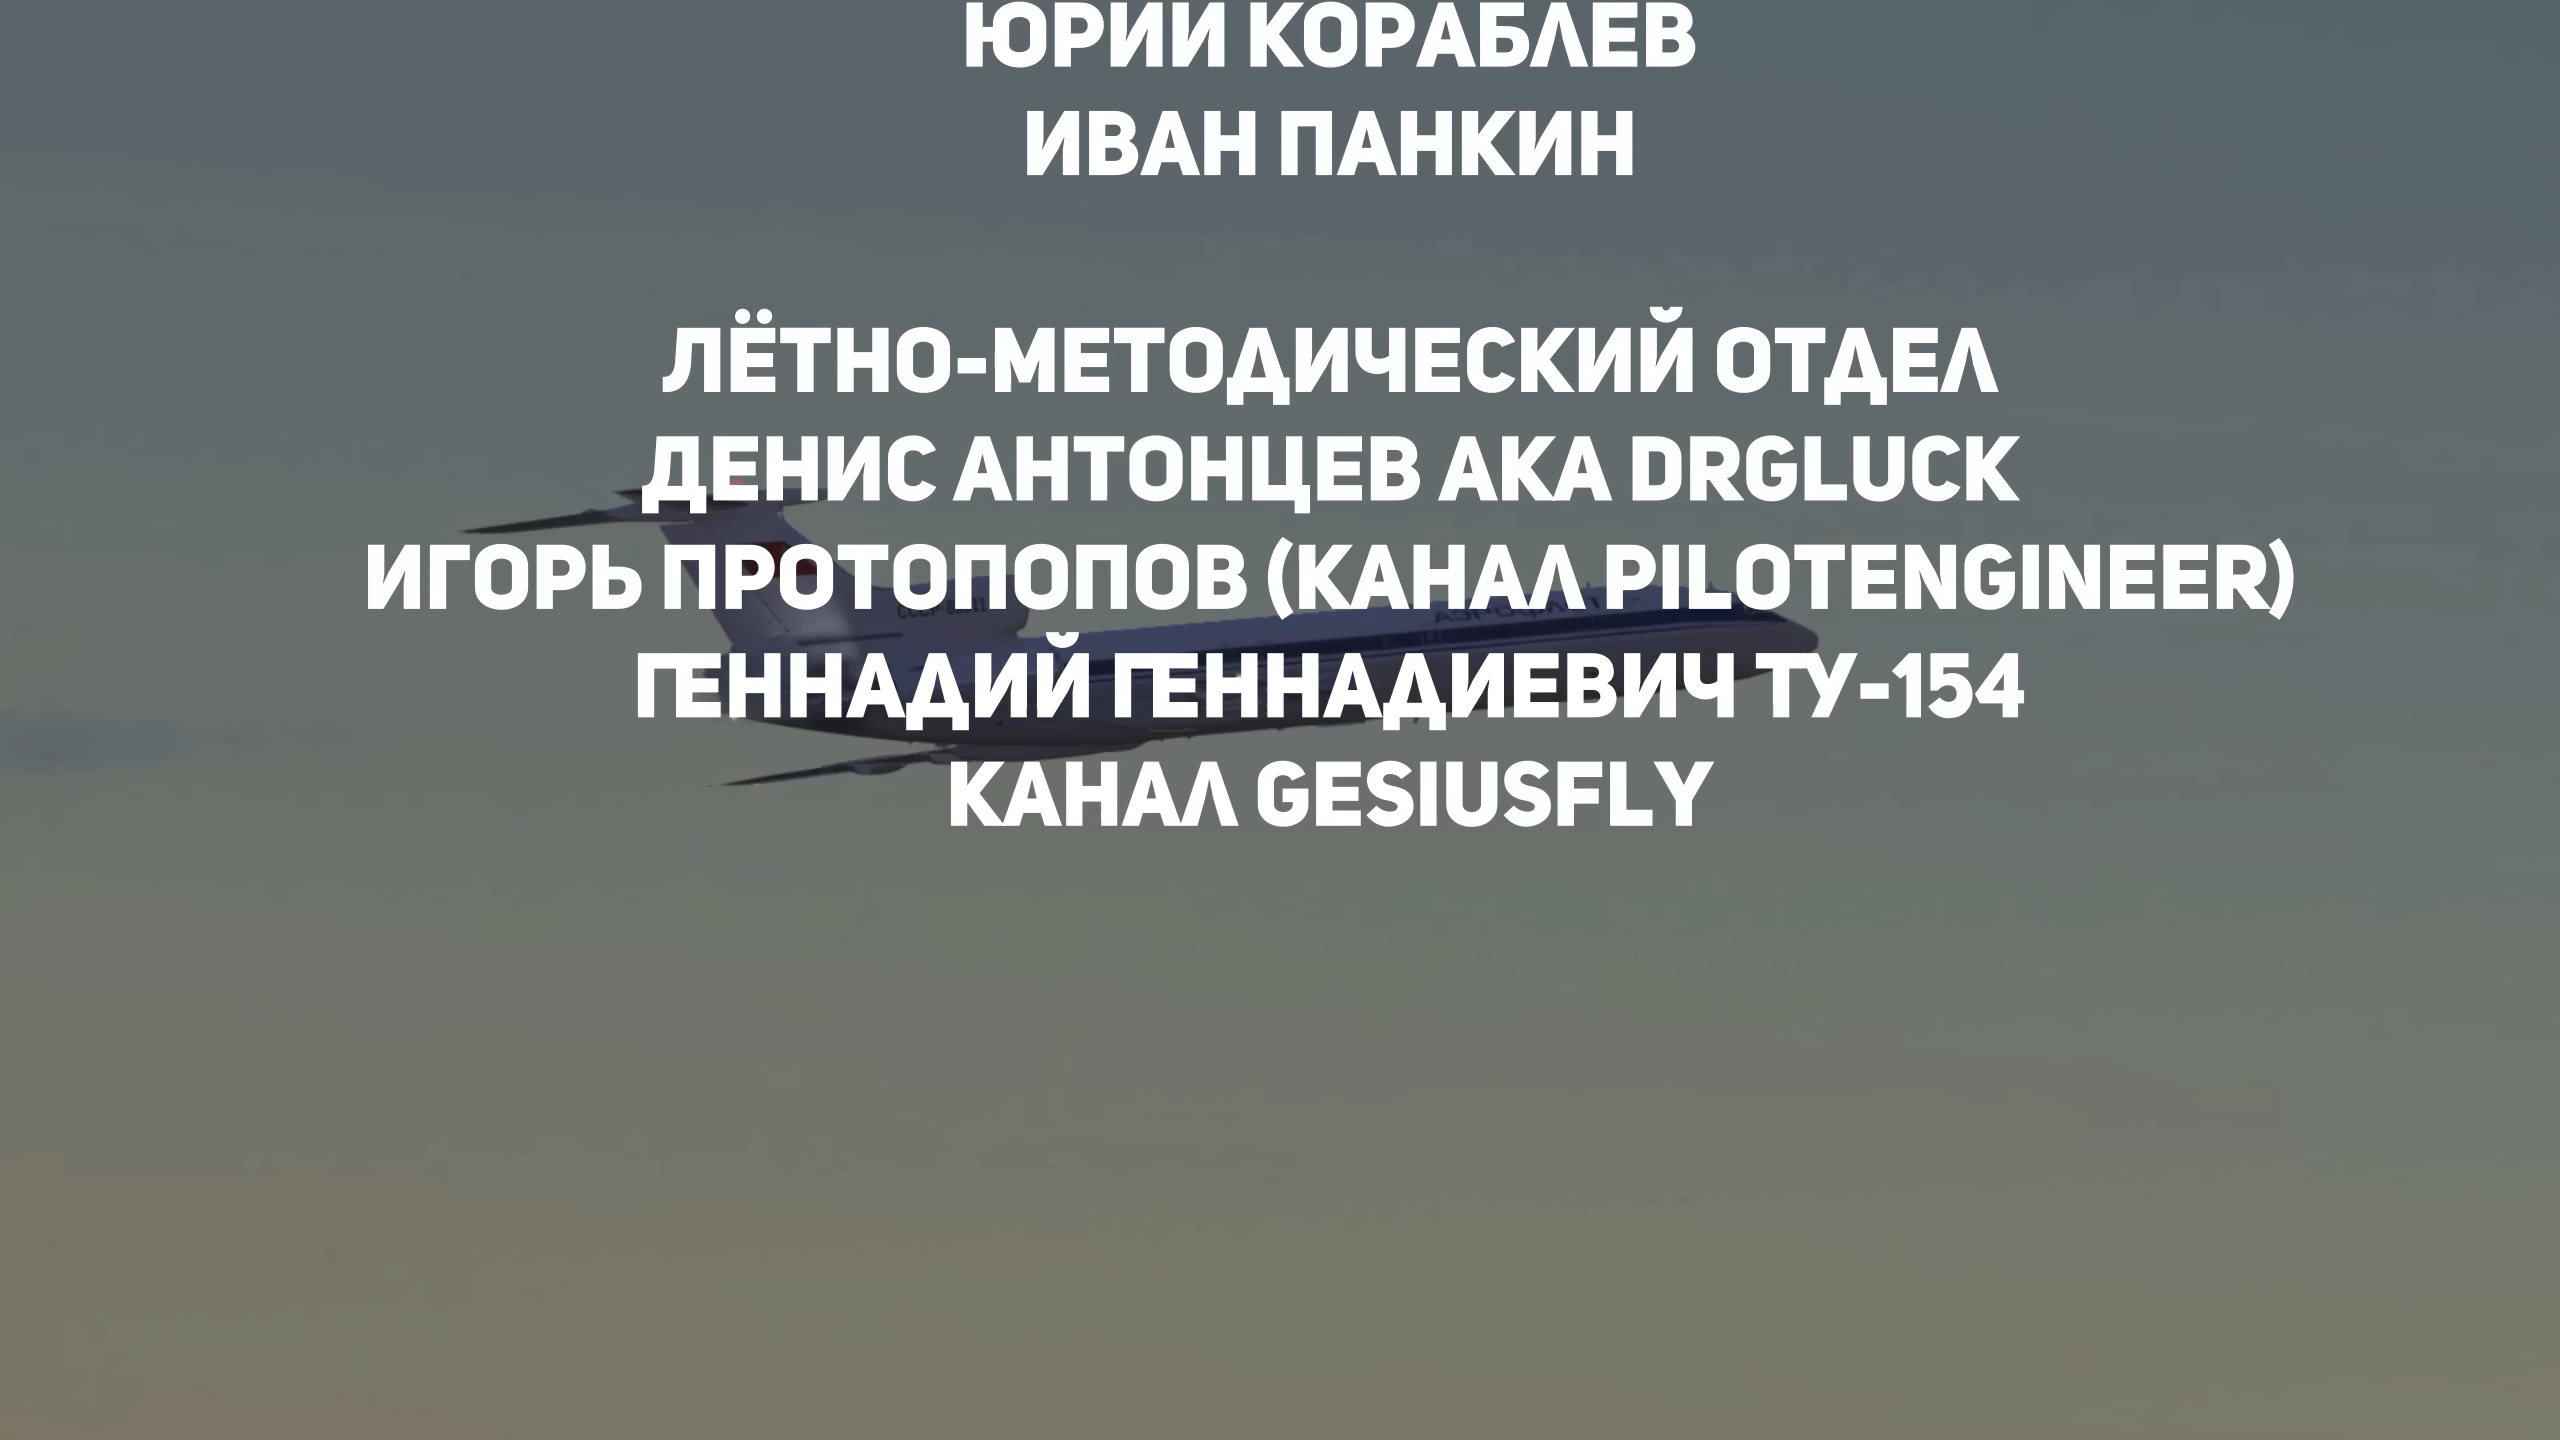 ЮРИЙ КОРАБЛЕВ
ИВАН ПАНКИН
ЛЁТНО-МЕТОДИЧЕСКИЙ ОТДЕЛ
ДЕНИС АНТОНЦЕВ AKA DRGLUCK
ИГОРЬ ПРОТОПОПОВ (КАНАЛ PILOTENGINEER)
ГЕННАДИЙ ГЕННАДИЕВИЧ ТУ-154
КАНАЛ GESIUSFLY
АЭРОФЛОТ